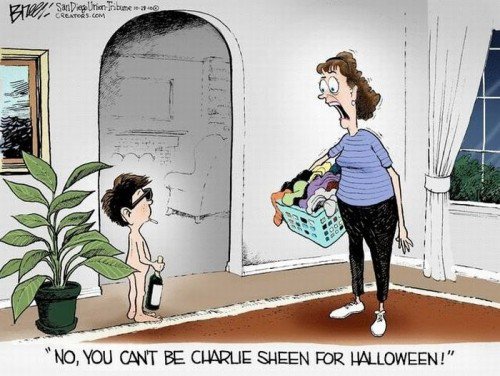 Breen!
San Diego Union-Tribune 10-28-10©
CREATORS.COM
"NO, YOU CAN'T BE CHARLIE SHEEN FOR HALLOWEEN!"